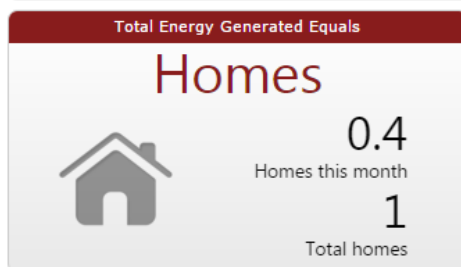 Total Energy Generated Equals
Homes
0.4
Homes this month
1
Total homes